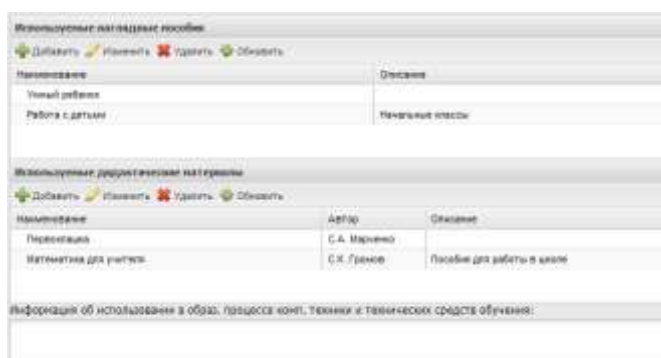 Используемые наглядные пособия
Добавить Изменить Удалить Обновить
Наименование Описание
Умный ребенок
Работа с детьми Начальные классы
Используемые дидактические материалы
Добавить Изменить Удалить Обновить
Наименование Автор Описание
Первоклашка С.А. Марченко
Математика для учителя С.К. Громов Пособие для работы в школе
Информация об использовании в образ. процесса комп. техники и технических средств обучения: